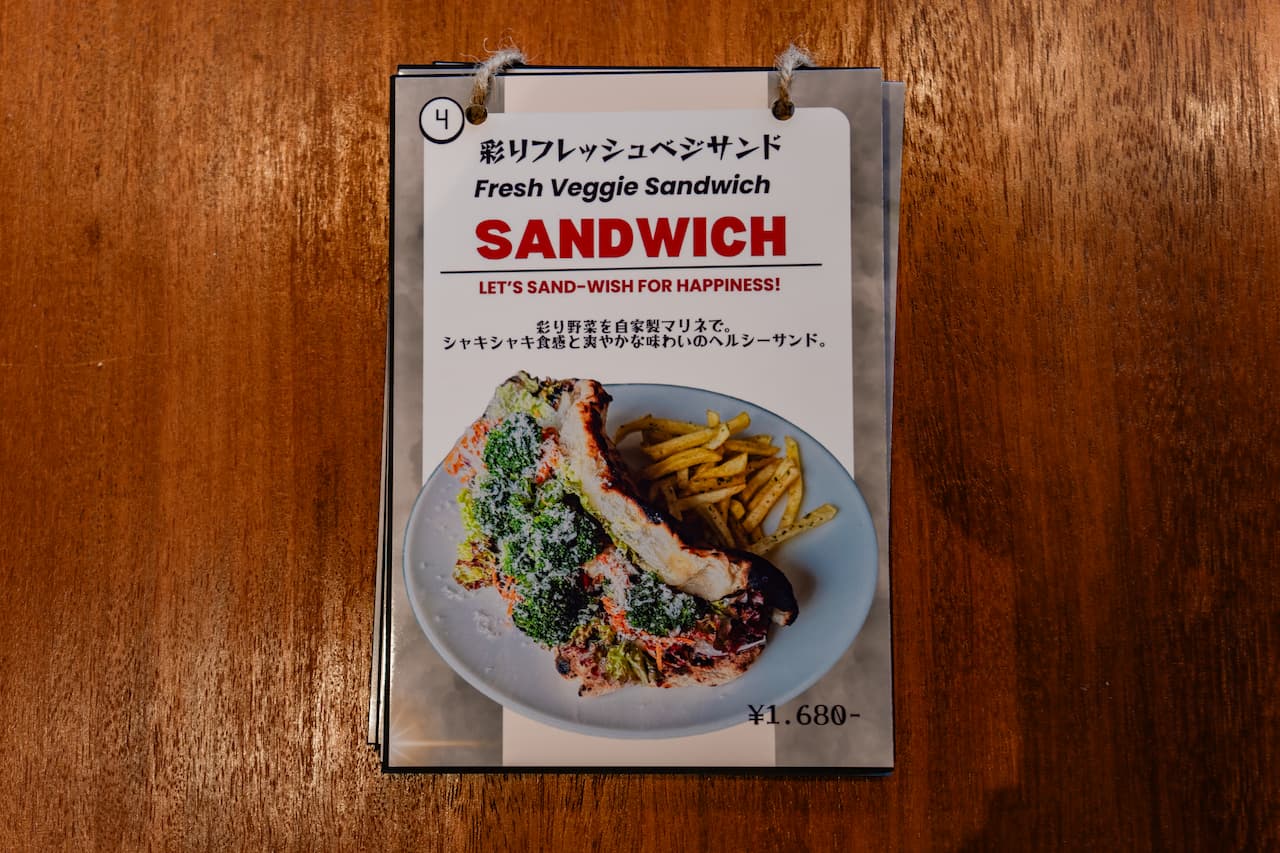 4
彩りフレッシュベジサンド
Fresh Veggie Sandwich
SANDWICH
LET'S SAND-WISH FOR HAPPINESS!
彩り野菜を自家製マリネで。
シャキシャキ食感と爽やかな味わいのヘルシーサンド。
¥1.680-